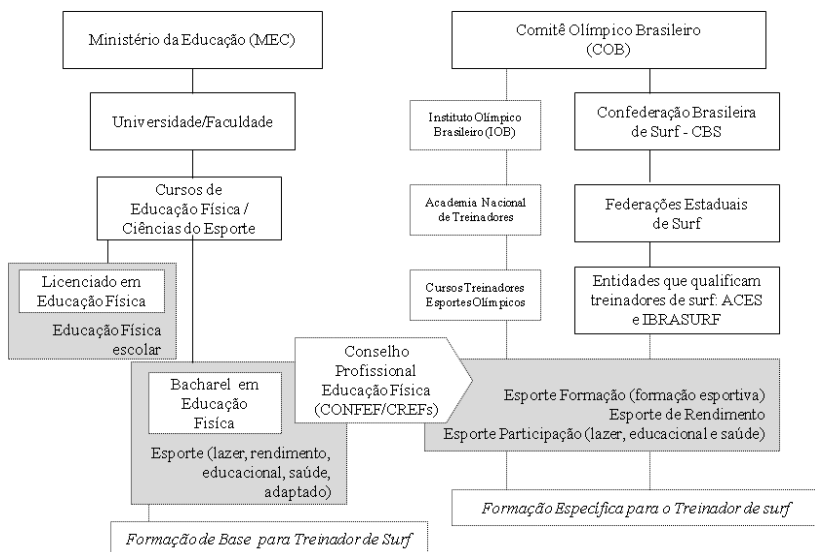 Ministério da Educação (MEC)
Universidade/Faculdade
Cursos de
Educação Física /
Ciências do Esporte
Licenciado em
Educação Física
Educação Física
escolar
Bacharel em
Educação
Fisíca
Esporte (lazer, rendimento,
educacional, saúde,
adaptado)
Formação de Base para Treinador de Surf
Conselho
Profissional
Educação Física
(CONFEF/CREFs)
Comitê Olímpico Brasileiro
(COB)
Instituto Olímpico
Brasileiro (IOB)
Academia Nacional
de Treinadores
Cursos Treinadores
Esportes Olímpicos
Confederação Brasileira
de Surf - CBS
Federações Estaduais
de Surf
Entidades que qualificam
treinadores de surf: ACES
e IBRASURF
Esporte Formação (formação esportiva)
Esporte de Rendimento
Esporte Participação (lazer, educacional e saúde)
Formação Específica para o Treinador de surf